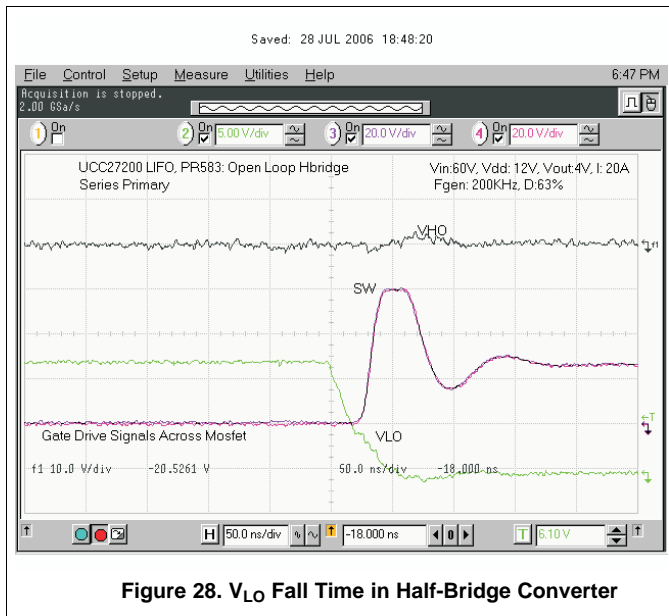 Saved: 28 JUL 2006 18:48:20
File Control Setup Measure Utilities Help 6:47 PM
Acquisition is stopped.
2.00 GSa/s
1 On 2 On 5.00 V/div 3 On 20.0 V/div 4 On 20.0 V/div
UCC27200 LIFO, PR583: Open Loop Hbridge Vin:60V, Vdd: 12V, Vout:4V, I: 20A
Series Primary Fgen: 200KHz, D:63%
VHO
f1
SW
T
Gate Drive Signals Across Mosfet VLO
f1 10.0 V/div -20.5261 V 50.0 ns/div -18.000 ns
H 50.0 ns/div -18.000 ns 0 T 6.10 V
Figure 28. VLO Fall Time in Half-Bridge Converter